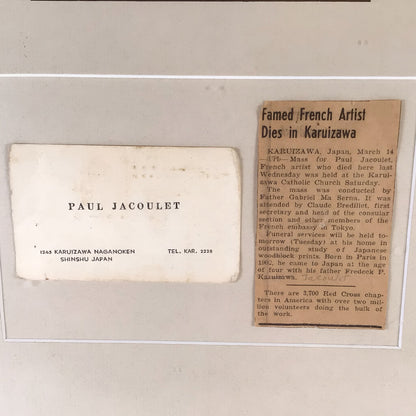 PAUL JACOULET
1265 KARUIZAWA NAGANOKEN
SHINSHU JAPAN
TEL. KAR. 2238
Famed French Artist
Dies in Karuizawa
KARUIZAWA, Japan, March 14
Mass for Paul Jacoulet,
French artist who died here last
Wednesday was held at the Karui-
zawa Catholic Church Saturday.
The mass was conducted by
Father Gabriel Ma Serna. It was
attended by Claude Bredillet, first
secretary and held of the consular
section and other members of the
French embassy in Tokyo.
Funeral services will be held to-
morrow (Tuesday) at his home in
outstanding study of Japanese
woodblock prints. Born in Paris in
he came to Japan at the age
of four with his father Fredeck P.
Karuizawa. Jacoulet
There are 3,700 Red Cross chap-
ters in America with over two mil-
lion volunteers doing the bulk of
the work.